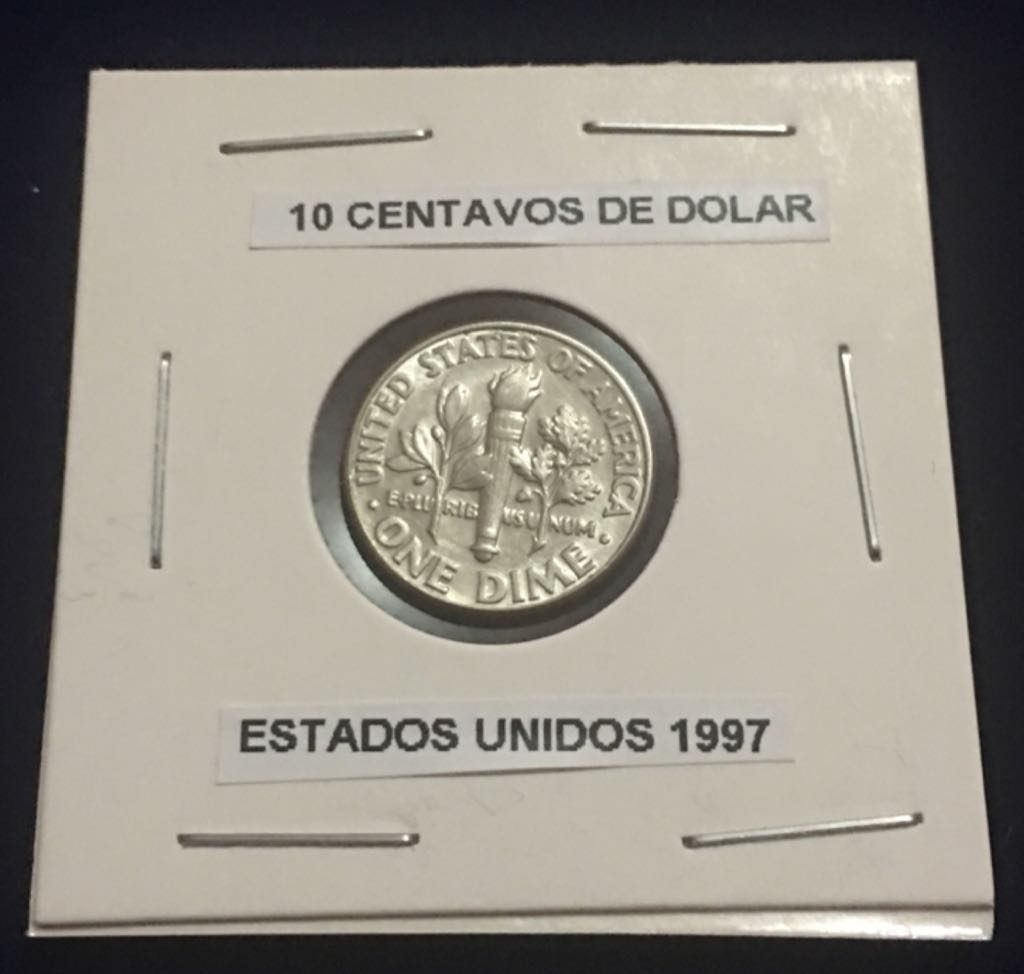 10 CENTAVOS DE DOLAR
UNITED STATES OF AMERICA
E·PLURIBUS UNUM
· ONE DIME ·
ESTADOS UNIDOS 1997